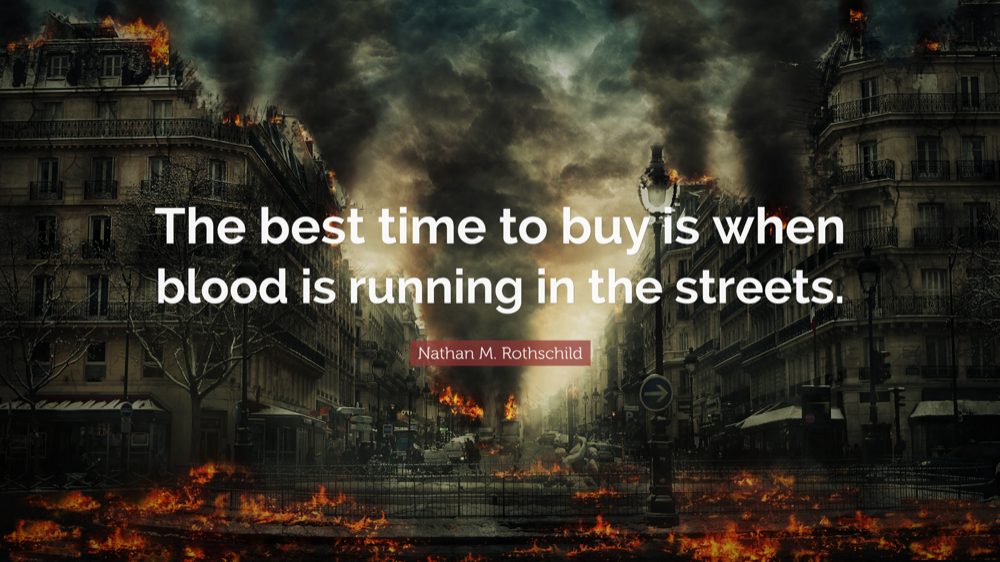 The best time to buy is when
blood is running in the streets.
Nathan M. Rothschild